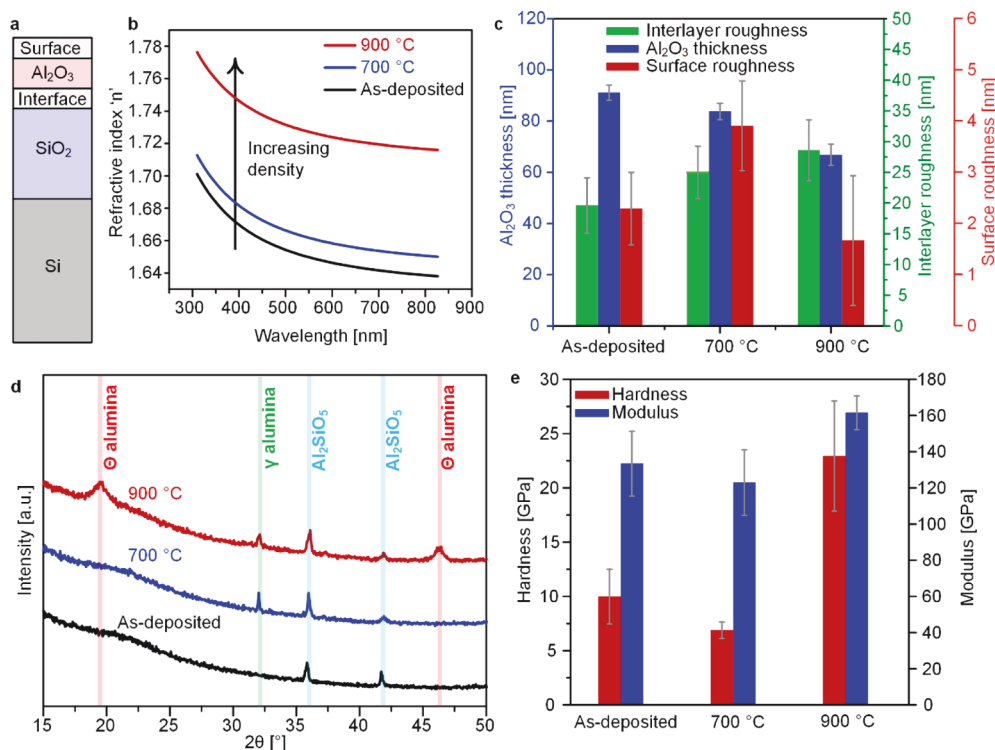 a
Surface
Al₂O₃
Interface
SiO₂
Si
b
1.78
1.76
1.74
1.72
1.70
1.68
1.66
1.64
Refractive index 'n'
900 °C
700 °C
As-deposited
Increasing
density
300 400 500 600 700 800 900
Wavelength [nm]
c
Interlayer roughness
Al₂O₃ thickness
Surface roughness
120
100
80
60
40
20
0
Al₂O₃ thickness [nm]
50
45
40
35
30
25
20
15
10
5
0
Interlayer roughness [nm]
6
5
4
3
2
1
0
Surface roughness [nm]
As-deposited 700 °C 900 °C
d
Θ alumina
γ alumina
Al₂SiO₅
Al₂SiO₅
Θ alumina
900 °C
700 °C
As-deposited
Intensity [a.u.]
15 20 25 30 35 40 45 50
2θ [°]
e
Hardness
Modulus
30
25
20
15
10
5
0
Hardness [GPa]
180
160
140
120
100
80
60
40
20
0
Modulus [GPa]
As-deposited 700 °C 900 °C